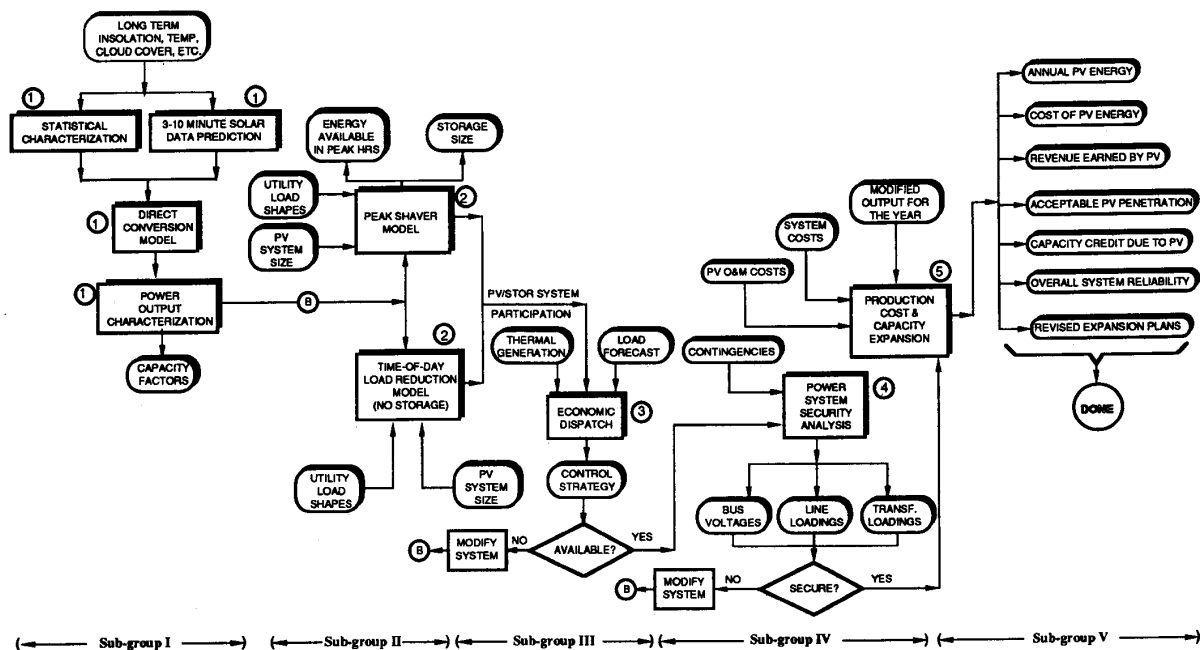 LONG TERM
INSOLATION, TEMP,
CLOUD COVER, ETC.
1
1
STATISTICAL
CHARACTERIZATION
3-10 MINUTE SOLAR
DATA PREDICTION
1
DIRECT
CONVERSION
MODEL
1
POWER
OUTPUT
CHARACTERIZATION
CAPACITY
FACTORS
B
ENERGY
AVAILABLE
IN PEAK HRS
STORAGE
SIZE
UTILITY
LOAD
SHAPES
PV
SYSTEM
SIZE
2
PEAK SHAVER
MODEL
2
TIME-OF-DAY
LOAD REDUCTION
MODEL
(NO STORAGE)
UTILITY
LOAD
SHAPES
PV
SYSTEM
SIZE
PV/STOR SYSTEM
PARTICIPATION
THERMAL
GENERATION
LOAD
FORECAST
ECONOMIC
DISPATCH
3
CONTROL
STRATEGY
AVAILABLE?
NO
YES
MODIFY
SYSTEM
B
MODIFIED
OUTPUT FOR
THE YEAR
SYSTEM
COSTS
PV O&M COSTS
5
PRODUCTION
COST &
CAPACITY
EXPANSION
CONTINGENCIES
POWER
SYSTEM
SECURITY
ANALYSIS
4
BUS
VOLTAGES
LINE
LOADINGS
TRANSF.
LOADINGS
SECURE?
NO
YES
MODIFY
SYSTEM
B
ANNUAL PV ENERGY
COST OF PV ENERGY
REVENUE EARNED BY PV
ACCEPTABLE PV PENETRATION
CAPACITY CREDIT DUE TO PV
OVERALL SYSTEM RELIABILITY
REVISED EXPANSION PLANS
DONE
Sub-group I
Sub-group II
Sub-group III
Sub-group IV
Sub-group V